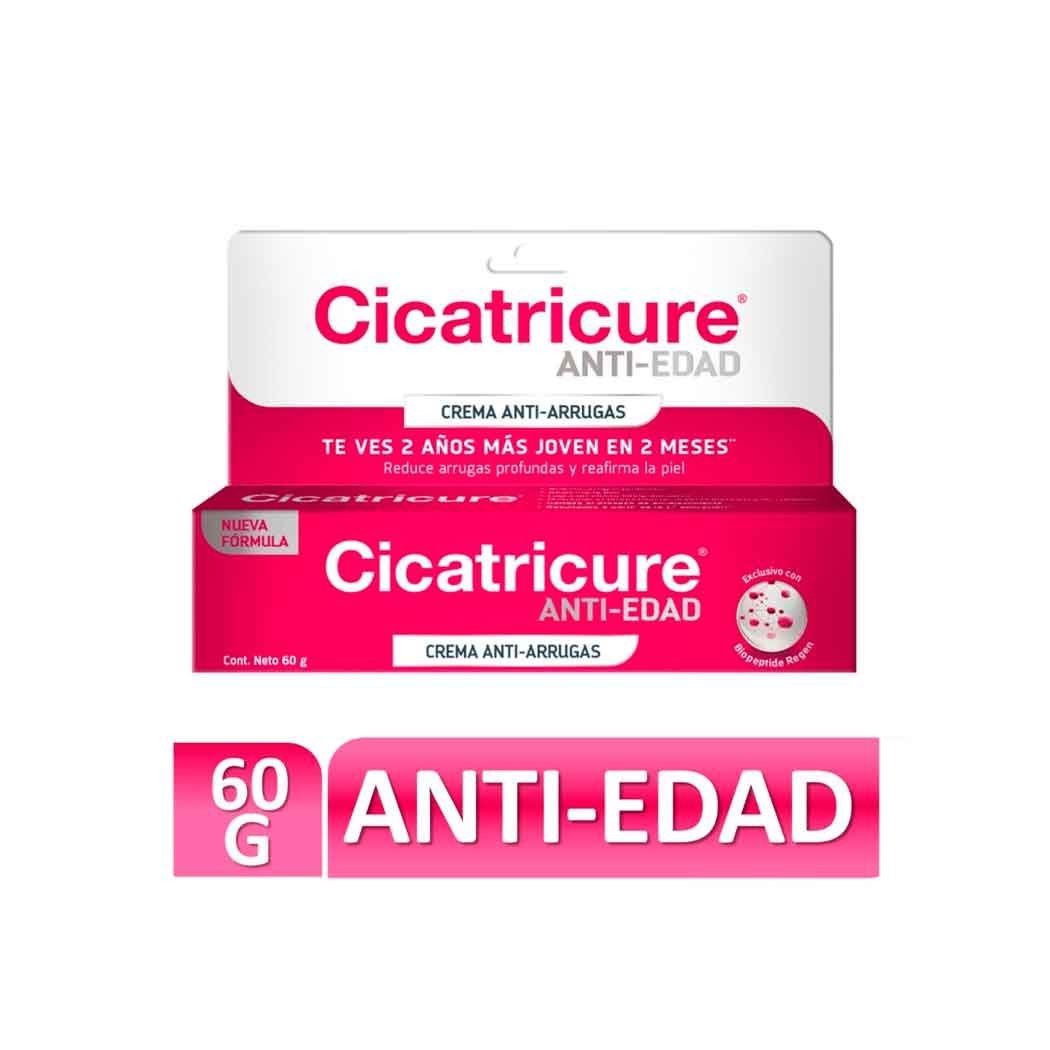 Cicatricure®
ANTI-EDAD
CREMA ANTI-ARRUGAS
TE VES 2 AÑOS MÁS JOVEN EN 2 MESES**
Reduce arrugas profundas y reafirma la piel
Cicatricure®
NUEVA
FÓRMULA
Cicatricure®
ANTI-EDAD
Exclusivo con
Biopeptide Regen
CREMA ANTI-ARRUGAS
Cont. Neto 60 g
60
G
ANTI-EDAD